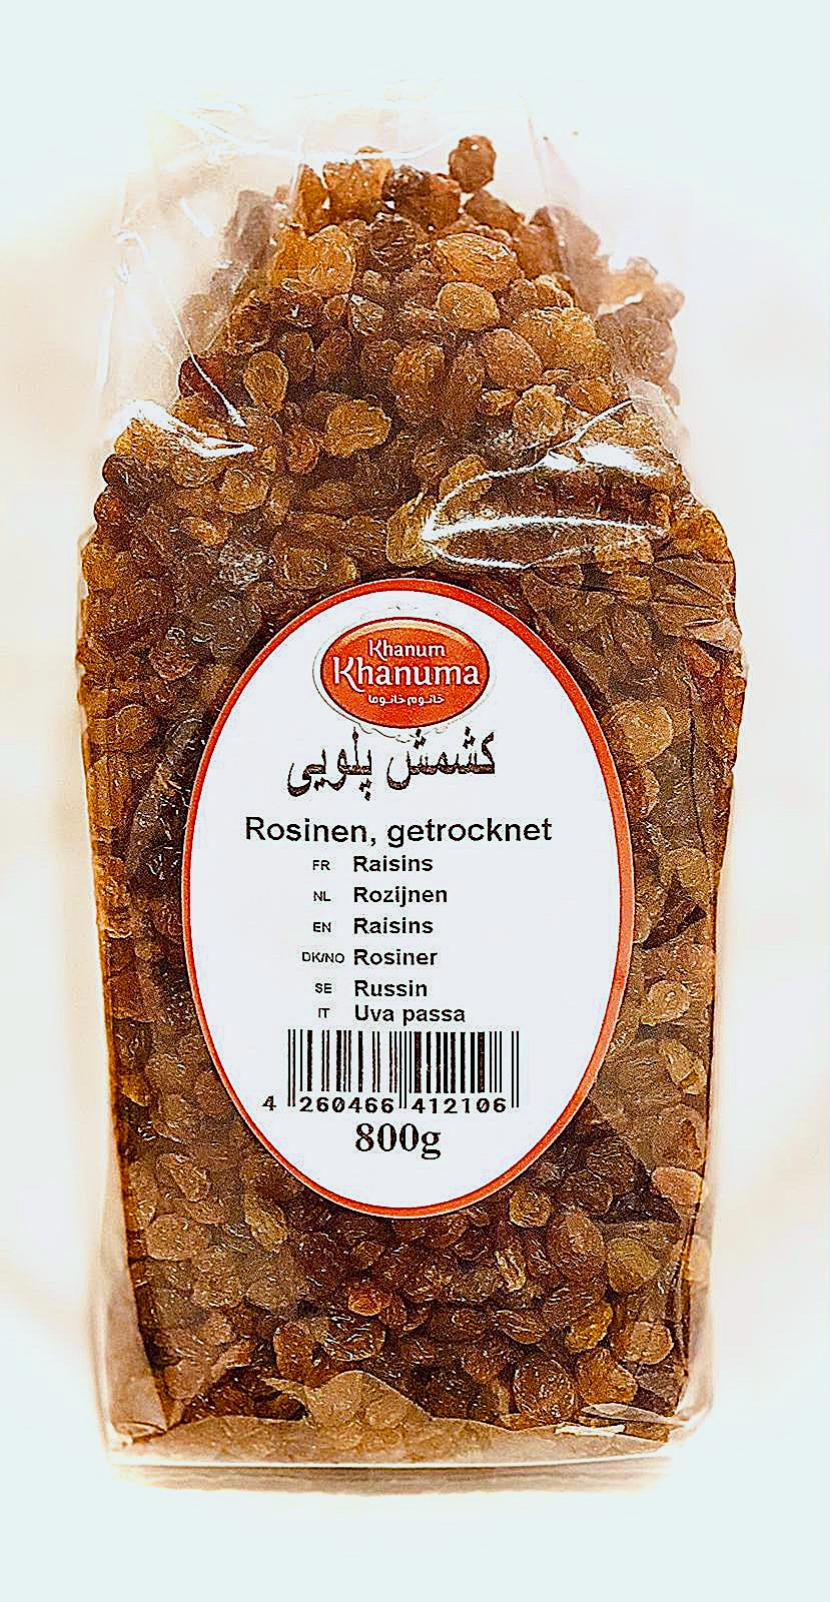 Khanum
Khanuma
خانوم خانوما
کشمش پلویی
Rosinen, getrocknet
FR Raisins
NL Rozijnen
EN Raisins
DK/NO Rosiner
SE Russin
IT Uva passa
4 260466 412106
800g